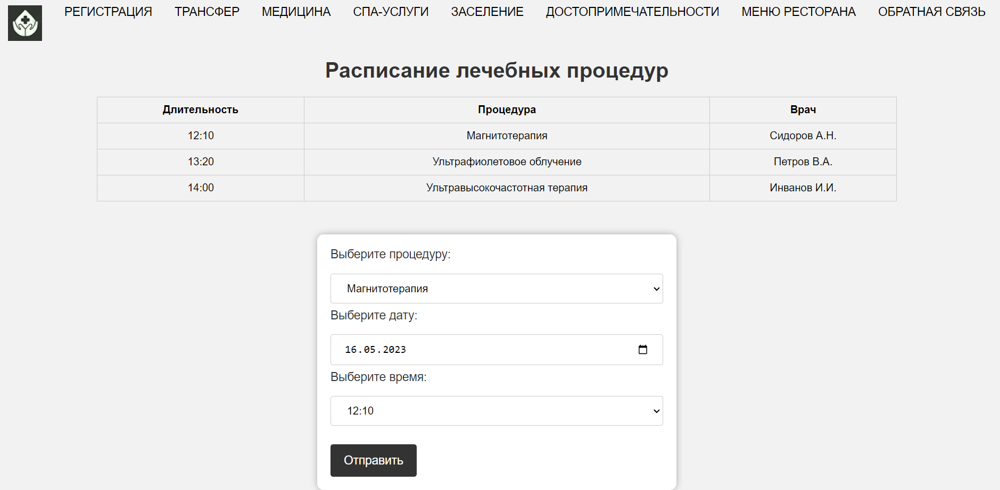 РЕГИСТРАЦИЯ ТРАНСФЕР МЕДИЦИНА СПА-УСЛУГИ ЗАСЕЛЕНИЕ ДОСТОПРИМЕЧАТЕЛЬНОСТИ МЕНЮ РЕСТОРАНА ОБРАТНАЯ СВЯЗЬ
Расписание лечебных процедур
Длительность Процедура Врач
12:10 Магнитотерапия Сидоров А.Н.
13:20 Ультрафиолетовое облучение Петров В.А.
14:00 Ультравысокочастотная терапия Инванов И.И.
Выберите процедуру:
Магнитотерапия
Выберите дату:
16.05.2023
Выберите время:
12:10
Отправить